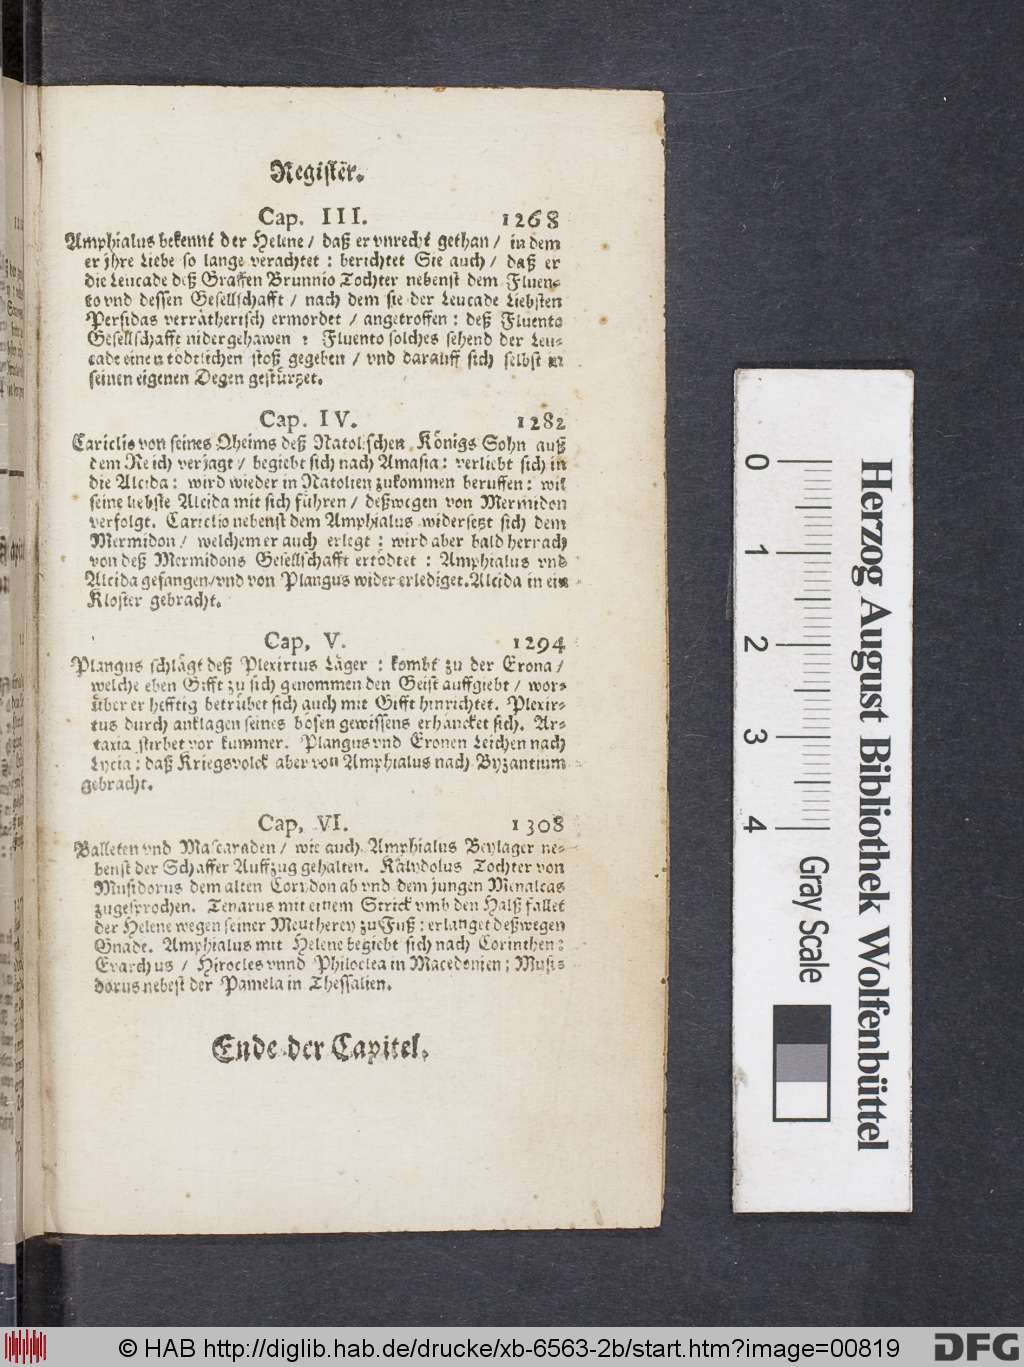 Register.
Cap. III. 1268
Amphialus bekennt der Helene / daß er vnrecht gethan / in dem
er jhre Liebe so lange verachtet : berichtet Sie auch / daß er
die Leucade deß Graffen Brunnio Tochter nebenst dem Fluen-
to vnd dessen Gesellschafft / nach dem sie der Leucade Liebsten
Persidas verrätherisch ermordet / angetroffen : deß Fluento
Gesellschafft nidergehawen : Fluento solches sehend der Leu-
cade einen tödtlichen stoß gegeben / vnd darauff sich selbst in
seinen eigenen Degen gestürtzet.
Cap. IV. 1282
Cariclio von seines Oheims deß Natolischen Königs Sohn auß
dem Reich verjagt / begiebt sich nach Amasia : verliebt sich in
die Alcida : wird wieder in Natolien zukommen beruffen : wil
seine liebste Alcida mit sich führen / deßwegen von Mermidon
verfolgt. Cariclio nebenst dem Amphialus widersetzt sich dem
Mermidon / welchem er auch erlegt : wird aber bald hernach
von deß Mermidons Gesellschafft ertödtet : Amphialus vnd
Alcida gefangen/vnd von Plangus wider erlediget. Alcida in ein
Kloster gebracht.
Cap. V. 1294
Plangus schlägt deß Plexirtus Läger : kombt zu der Erona /
welche eben Gifft zu sich genommen den Geist auffgiebt / wor-
über er hefftig betrübet sich auch mit Gifft hinrichtet. Plexir-
tus durch anklagen seines bösen gewissens erhäncket sich. Ar-
taxia stirbet vor kummer. Plangus vnd Eronen Leichen nach
Lycia : daß Kriegsvolck aber von Amphialus nach Byzantium
gebracht.
Cap. VI. 1308
Balleten vnd Mascaraden / wie auch Amphialus Beylager ne-
benst der Schäffer Auffzug gehalten. Kalydolus Tochter von
Musidorus dem alten Corydon ab vnd dem jungen Menalcas
zugesprochen. Tenarus mit einem Strick vmb den Halß fallet
der Helene wegen seiner Meutherey zu Fuß : erlanget deßwegen
Gnade. Amphialus mit Helene begiebt sich nach Corinthen :
Evarchus / Hirocles vnnd Philoclea in Macedonien ; Musi-
dorus nebest der Pamela in Thessalien.
Ende der Capitel.
0 1 2 3 4
Gray Scale
Herzog August Bibliothek Wolfenbüttel
© HAB http://diglib.hab.de/drucke/xb-6563-2b/start.htm?image=00819
DFG